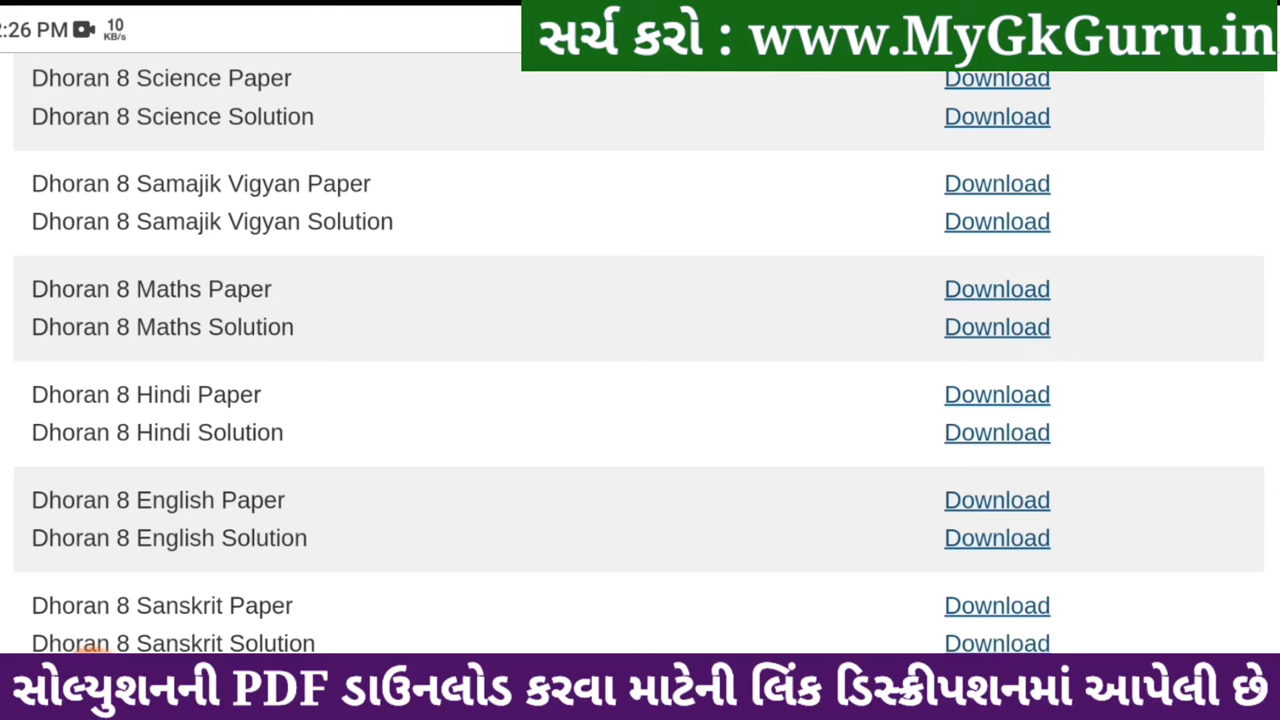 :26 PM 10 KB/s
સર્ચ કરો : www.MyGkGuru.in
Dhoran 8 Science Paper Download
Dhoran 8 Science Solution Download
Dhoran 8 Samajik Vigyan Paper Download
Dhoran 8 Samajik Vigyan Solution Download
Dhoran 8 Maths Paper Download
Dhoran 8 Maths Solution Download
Dhoran 8 Hindi Paper Download
Dhoran 8 Hindi Solution Download
Dhoran 8 English Paper Download
Dhoran 8 English Solution Download
Dhoran 8 Sanskrit Paper Download
Dhoran 8 Sanskrit Solution Download
સોલ્યુશનની PDF ડાઉનલોડ કરવા માટેની લિંક ડિસ્ક્રીપશનમાં આપેલી છે